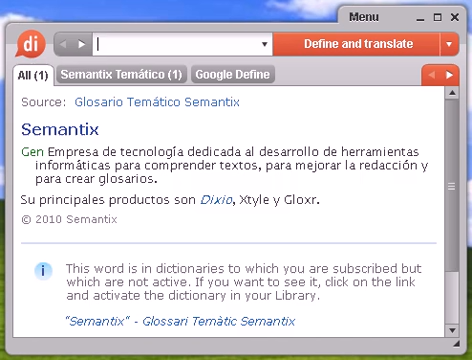 Menu
di
Define and translate
All (1) Semantix Temático (1) Google Define
Source: Glosario Temático Semantix
Semantix
Gen Empresa de tecnología dedicada al desarrollo de herramientas
informáticas para comprender textos, para mejorar la redacción y
para crear glosarios.
Su principales productos son Dixio, Xtyle y Gloxr.
© 2010 Semantix
i
This word is in dictionaries to which you are subscribed but
which are not active. If you want to see it, click on the link
and activate the dictionary in your Library.
"Semantix" - Glossari Temàtic Semantix